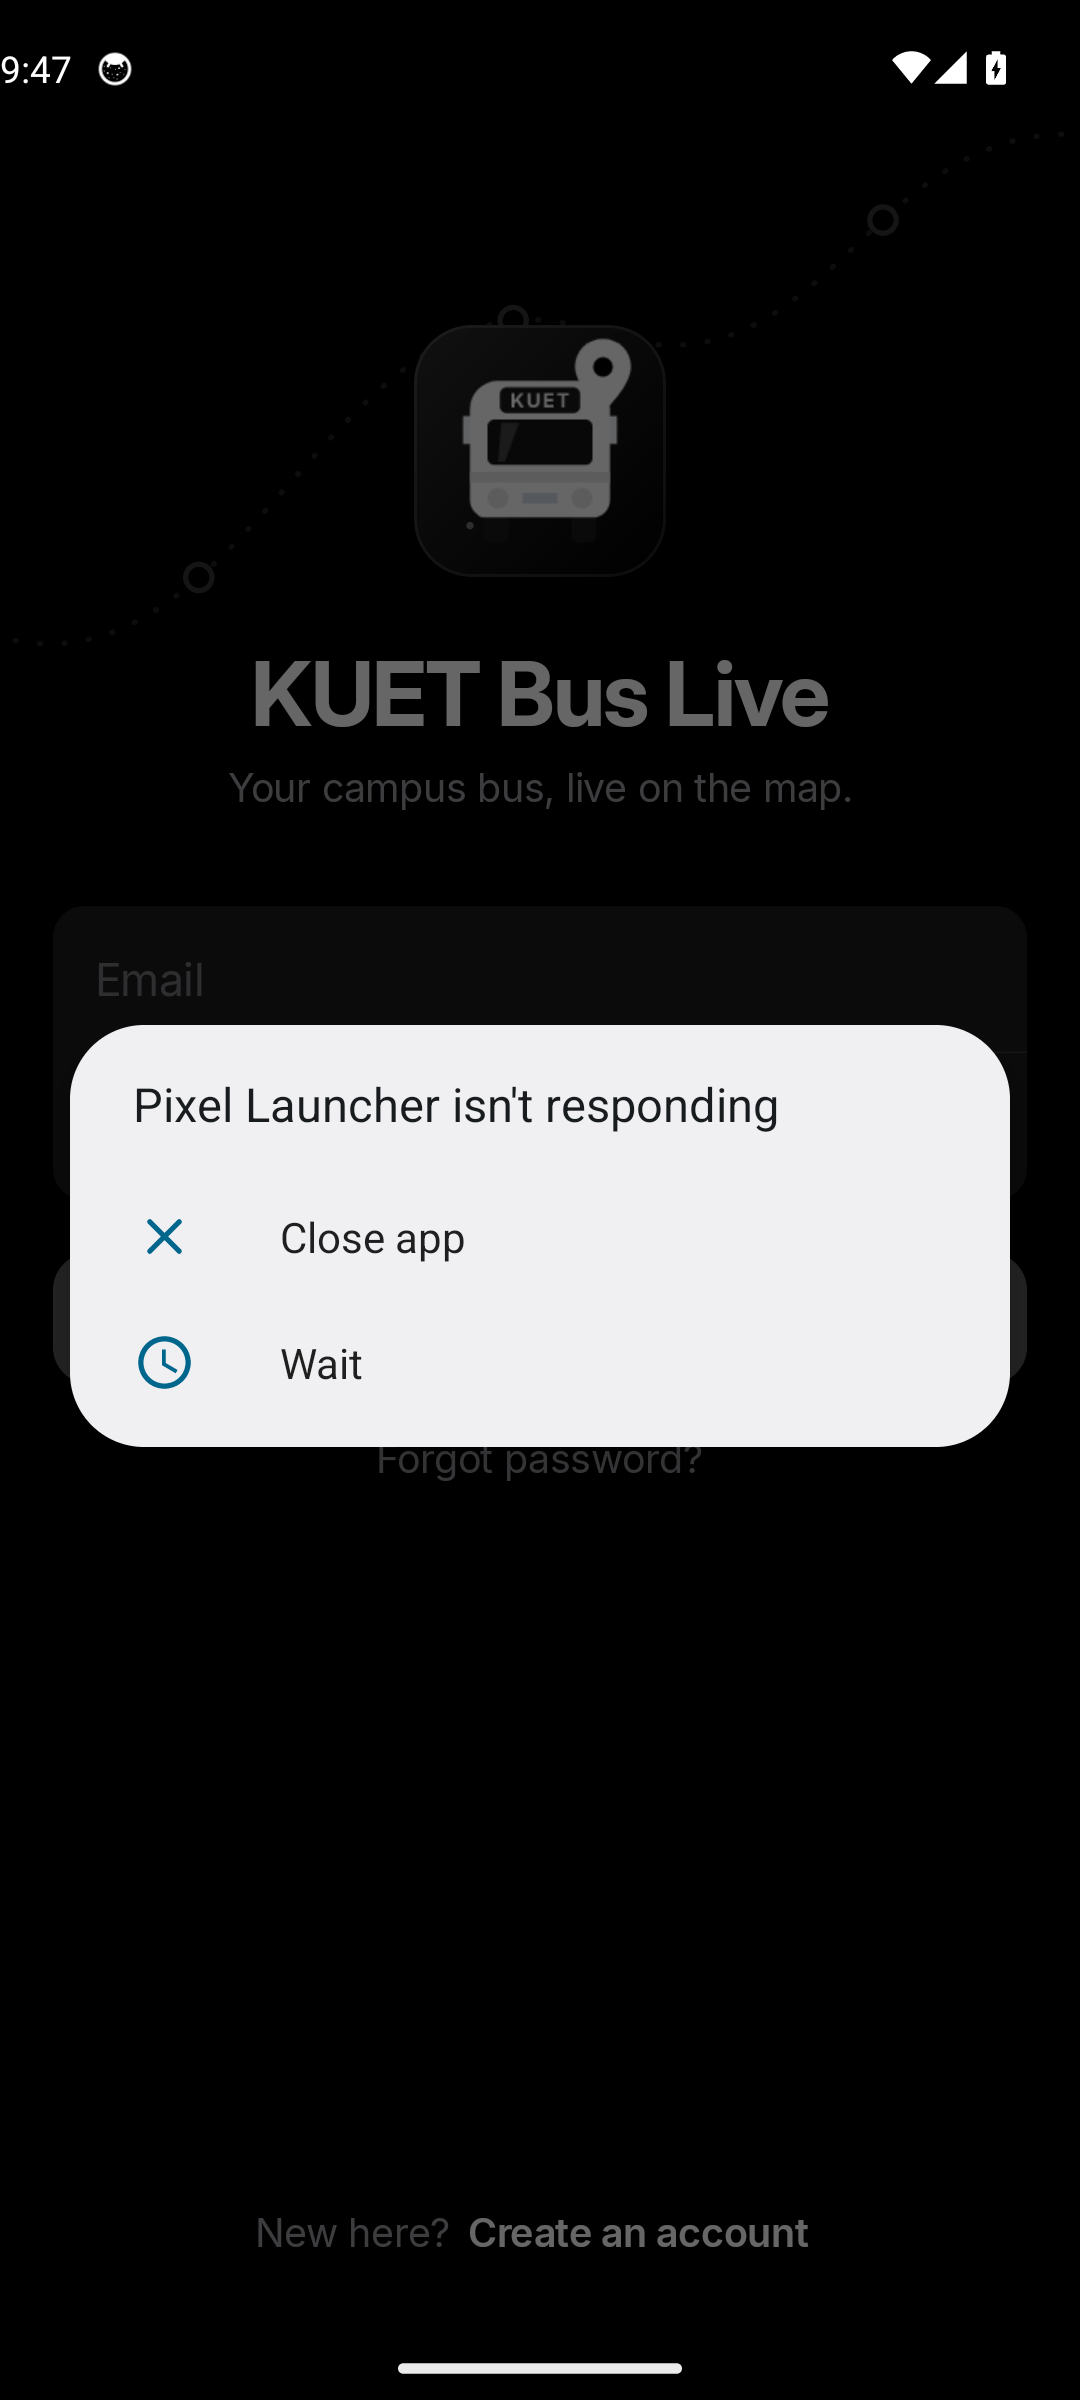 9:47
KUET
KUET Bus Live
Your campus bus, live on the map.
Email
Pixel Launcher isn't responding
Close app
Wait
Forgot password?
New here? Create an account